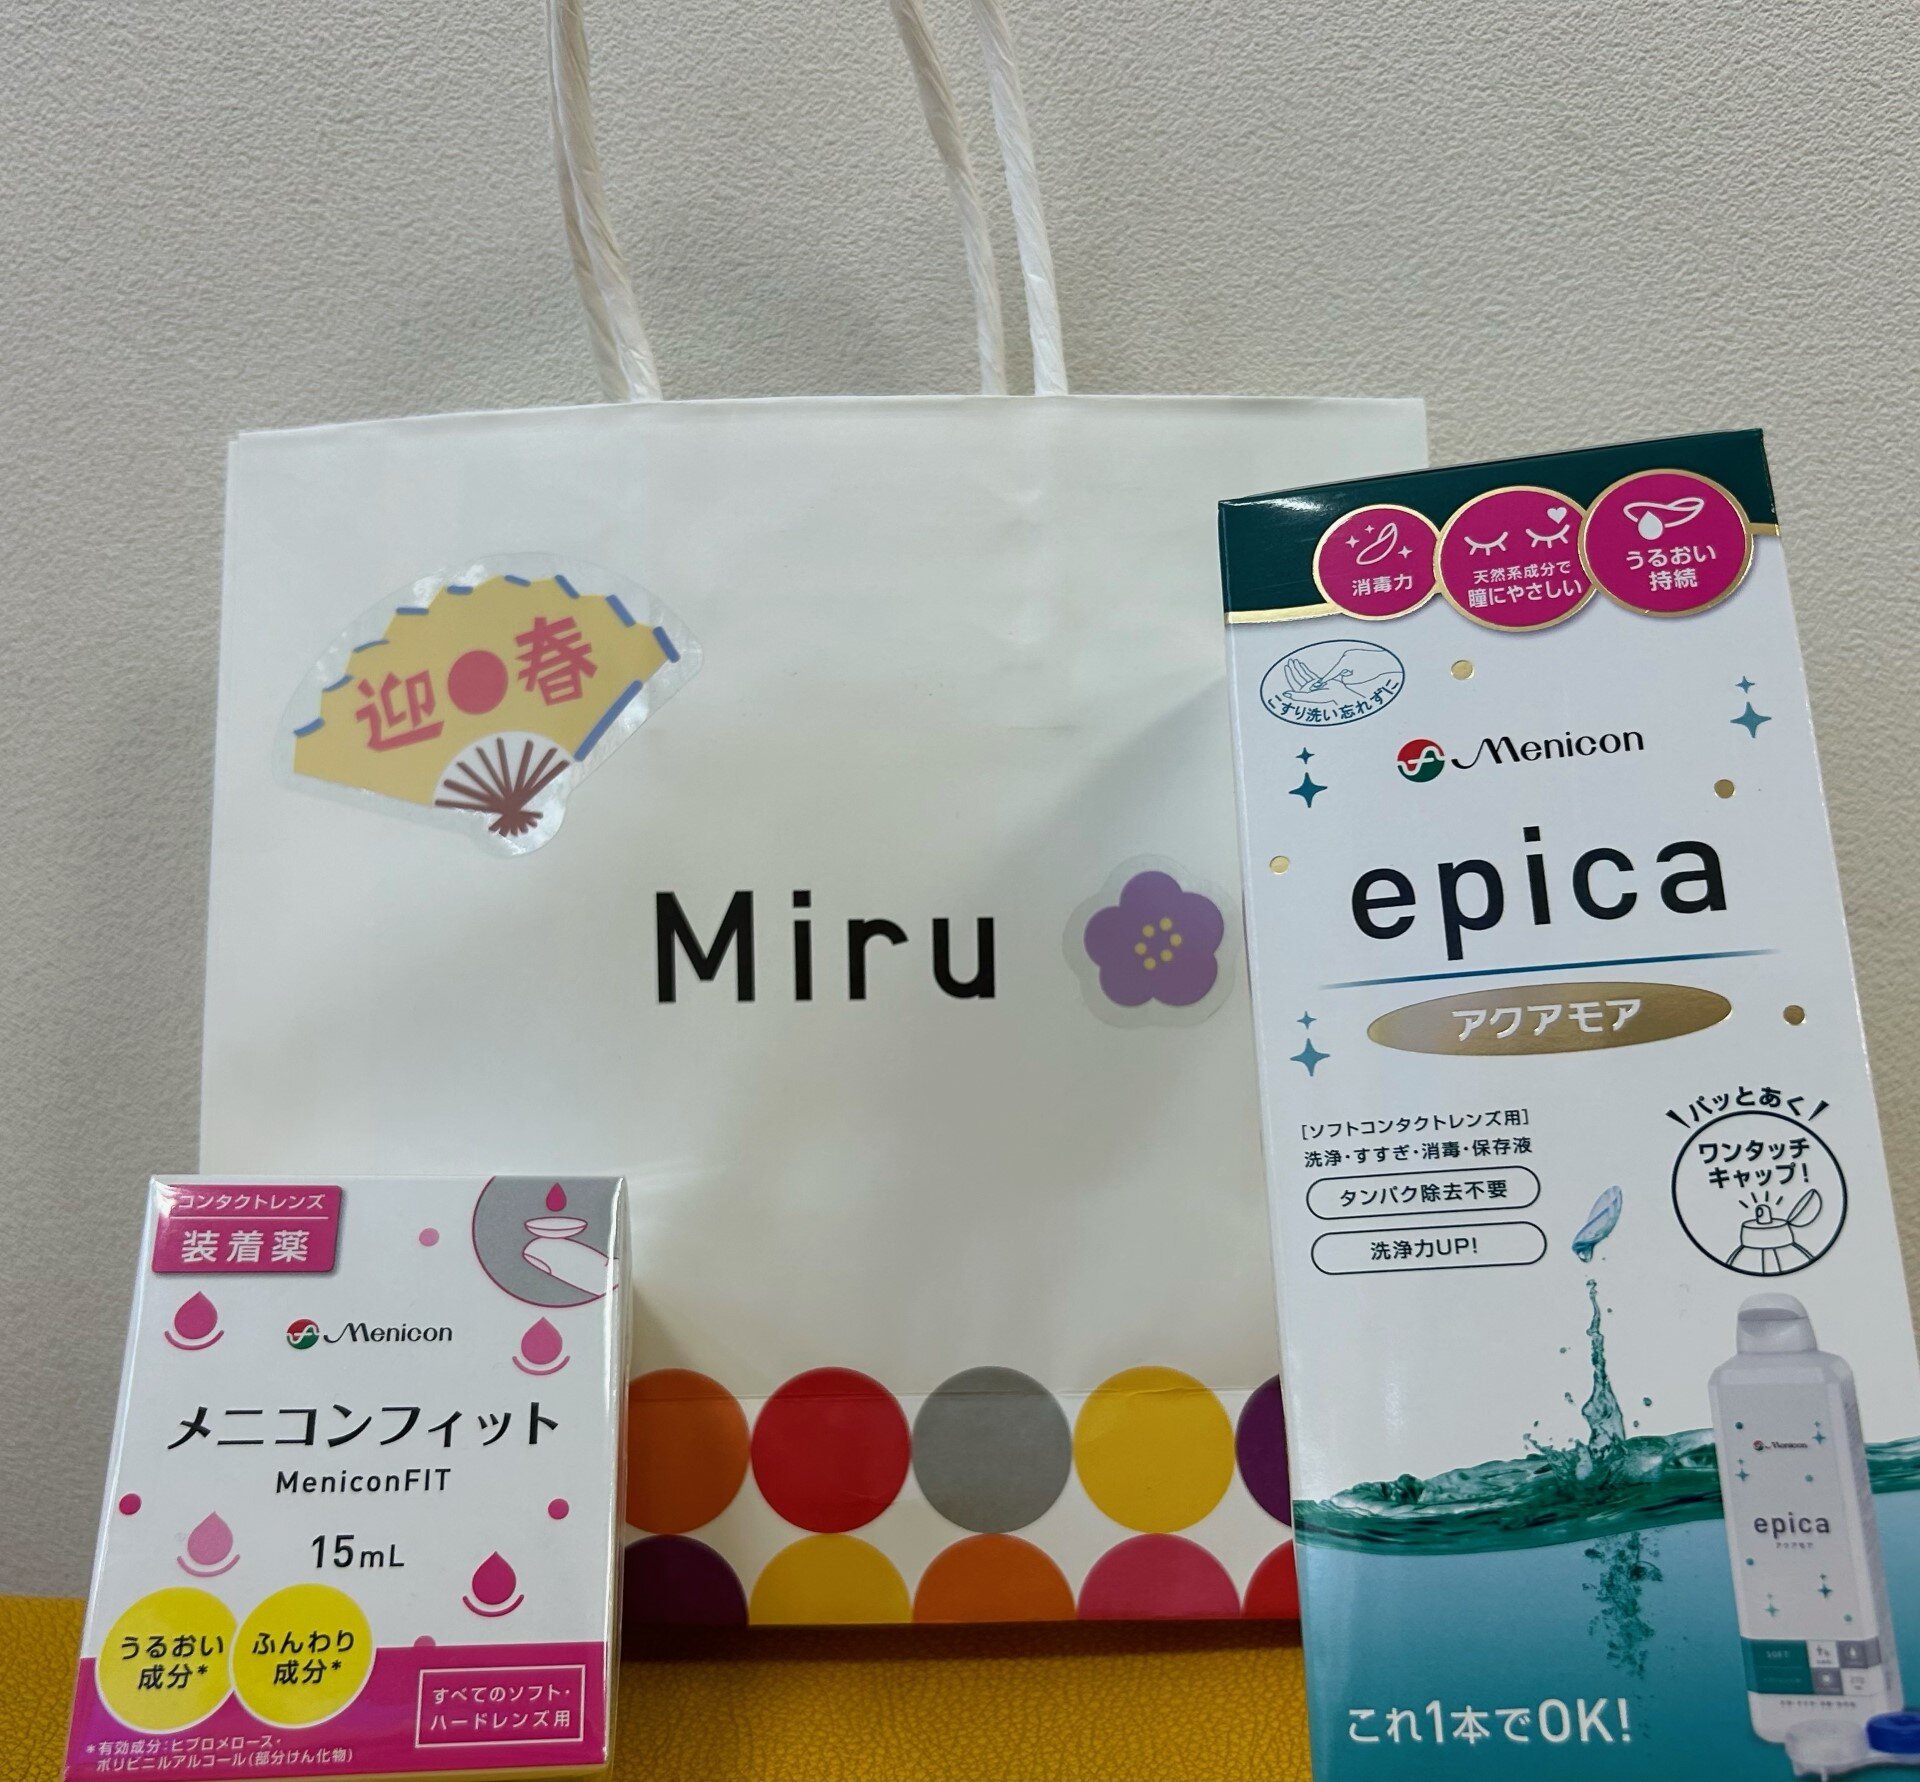 迎春
Miru
消毒力
天然系成分で
瞳にやさしい
うるおい
持続
こすり洗い忘れずに
Menicon
epica
アクアモア
[ソフトコンタクトレンズ用]
洗浄・すすぎ・消毒・保存液
タンパク除去不要
洗浄力UP!
パッとあく
ワンタッチ
キャップ!
Menicon
epica
アクアモア
SOFT
これ1本でOK!
コンタクトレンズ
装着薬
Menicon
メニコンフィット
MeniconFIT
15mL
うるおい
成分*
ふんわり
成分*
すべてのソフト・
ハードレンズ用
*有効成分:ヒプロメロース・
ポリビニルアルコール(部分けん化物)